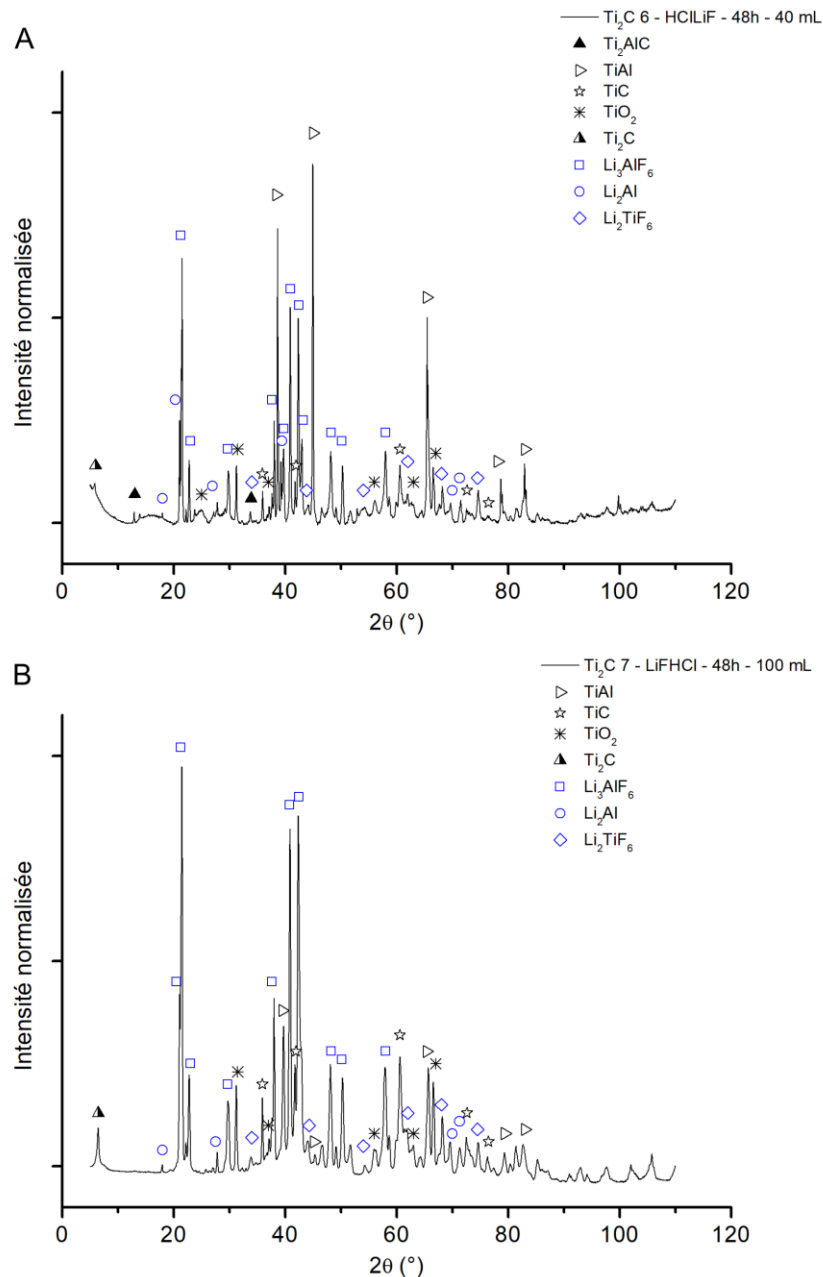 A
Ti₂C 6 - HClLiF - 48h - 40 mL
Ti₂AlC
TiAl
TiC
TiO₂
Ti₂C
Li₃AlF₆
Li₂Al
Li₂TiF₆
Intensité normalisée
0 20 40 60 80 100 120
2θ (°)
B
Ti₂C 7 - LiFHCl - 48h - 100 mL
TiAl
TiC
TiO₂
Ti₂C
Li₃AlF₆
Li₂Al
Li₂TiF₆
Intensité normalisée
0 20 40 60 80 100 120
2θ (°)